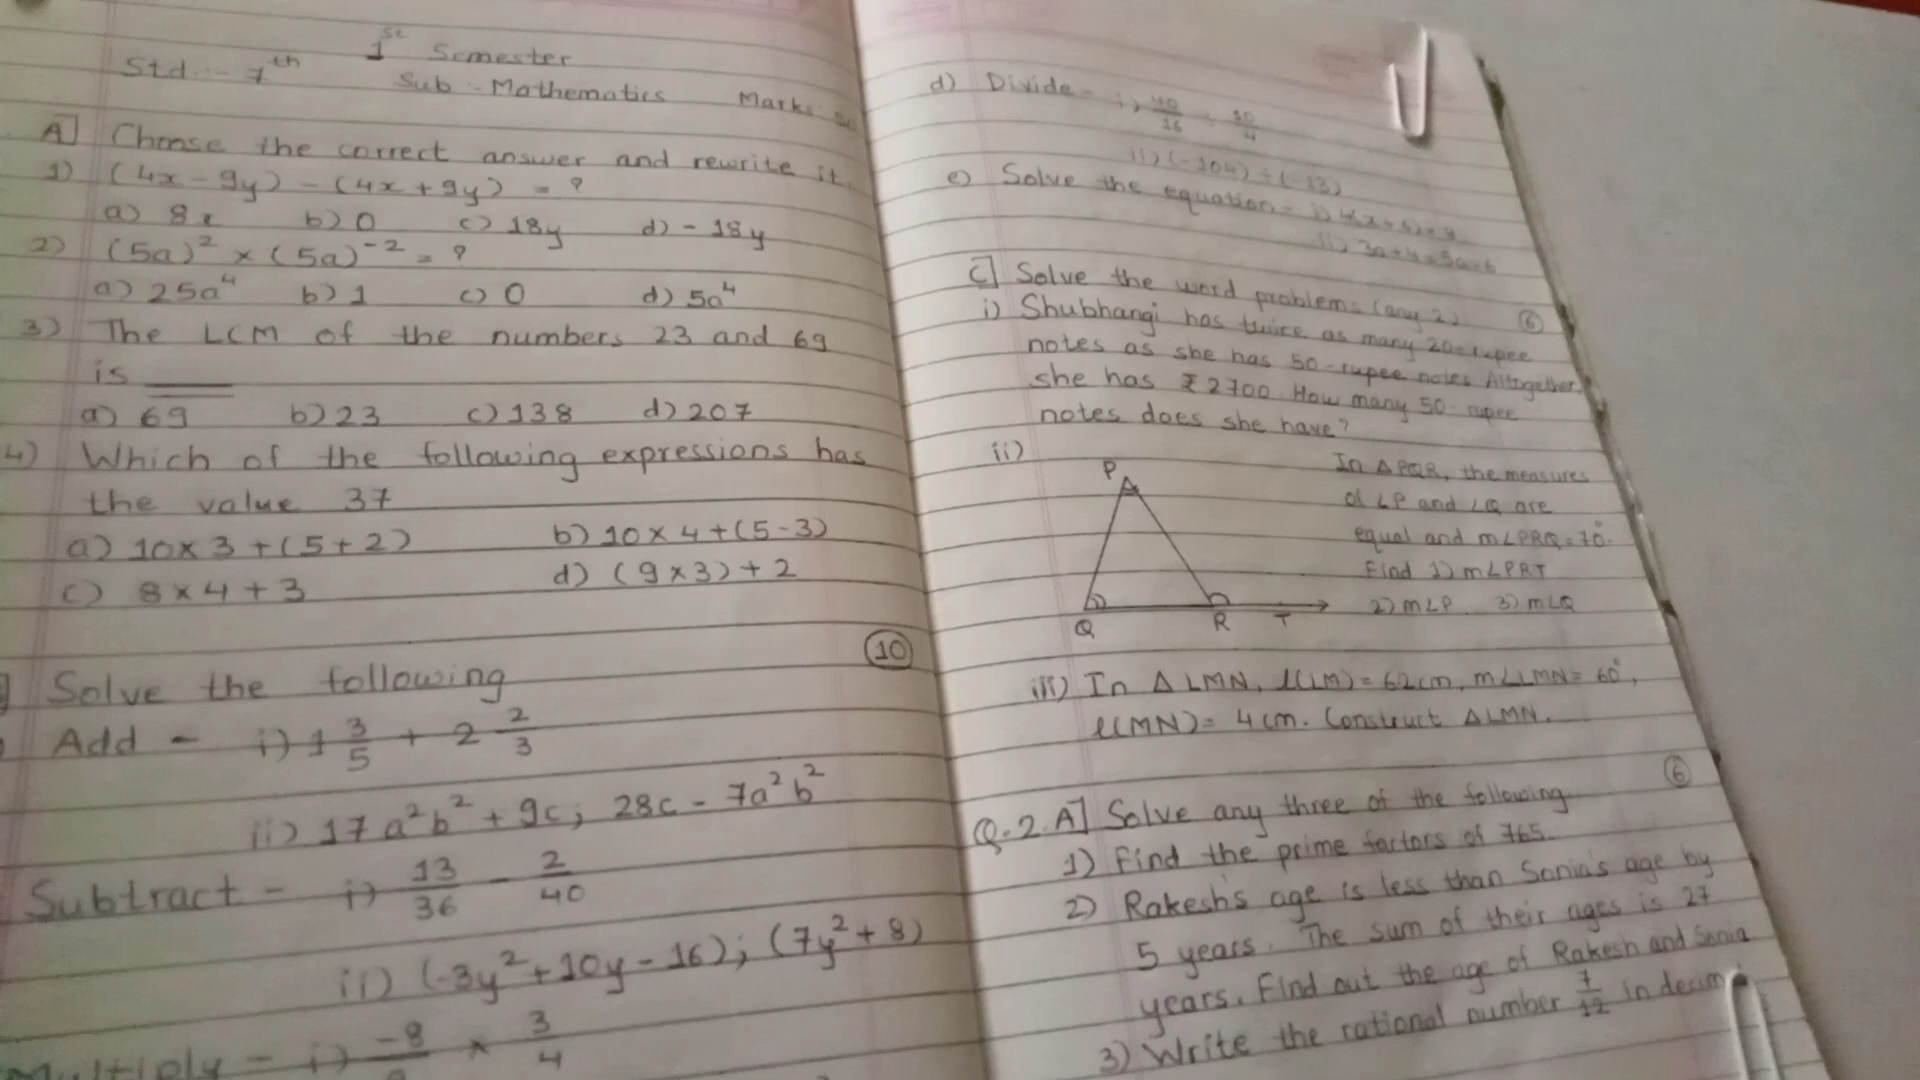 1st Semester
Std :- 7th Sub - Mathematics Marks
A] Choose the correct answer and rewrite it.
1) (4x - 9y) - (4x + 9y) = ?
a) 8x b) 0 c) 18y d) - 18y
2) (5a)² × (5a)⁻² = ?
a) 25a⁴ b) 1 c) 0 d) 5a⁴
3) The LCM of the numbers 23 and 69
is ____
a) 69 b) 23 c) 138 d) 207
4) Which of the following expressions has
the value 37
a) 10 × 3 + (5 + 2) b) 10 × 4 + (5 - 3)
c) 8 × 4 + 3 d) (9 × 3) + 2
] Solve the following (10)
Add - i) 1 3/5 + 2 2/3
ii) 17a²b² + 9c ; 28c - 7a²b²
Subtract - i) 13/36 - 2/40
ii) (-3y² + 10y - 16) ; (7y² + 8)
Multiply - i) -8/ × 3/4
d) Divide - i) 40/16 10/4
ii) (-104) ÷ (-13)
e) Solve the equation - i)
ii) 3a + 4 = 5a - 6
C] Solve the word problems (any 2) (6)
i) Shubhangi has twice as many 20-rupee
notes as she has 50-rupee notes Altogether,
she has ₹ 2700. How many 50-rupee
notes does she have?
ii)
P
Q R T
In △PQR, the measures
of ∠P and ∠Q are
equal and m∠PRQ = 70°.
Find 1) m∠PRT
2) m∠P 3) m∠Q
iii) In △LMN, l(LM) = 62cm, m∠LMN = 60°,
l(MN) = 4 cm. Construct △LMN.
(6)
Q.2. A] Solve any three of the following
1) Find the prime factors of 765.
2) Rakesh's age is less than Sonia's age by
5 years. The sum of their ages is 27
years. Find out the age of Rakesh and Sonia
3) Write the rational number 7/12 in decim